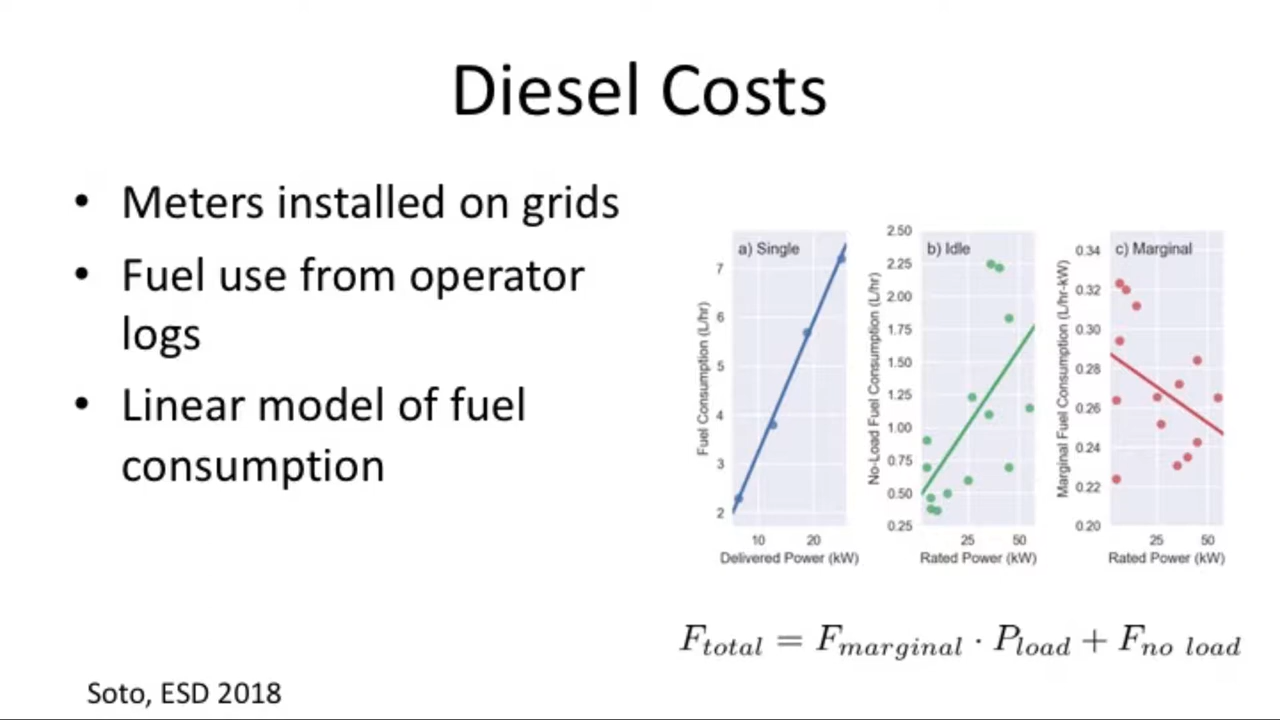 Diesel Costs
• Meters installed on grids
• Fuel use from operator
logs
• Linear model of fuel
consumption
a) Single
Fuel Consumption (L/hr)
7
6
5
4
3
2
10 20
Delivered Power (kW)
b) Idle
No-Load Fuel Consumption (L/hr)
2.50
2.25
2.00
1.75
1.50
1.25
1.00
0.75
0.50
0.25
25 50
Rated Power (kW)
c) Marginal
Marginal Fuel Consumption (L/hr-kW)
0.34
0.32
0.30
0.28
0.26
0.24
0.22
0.20
25 50
Rated Power (kW)
F_total = F_marginal · P_load + F_no load
Soto, ESD 2018